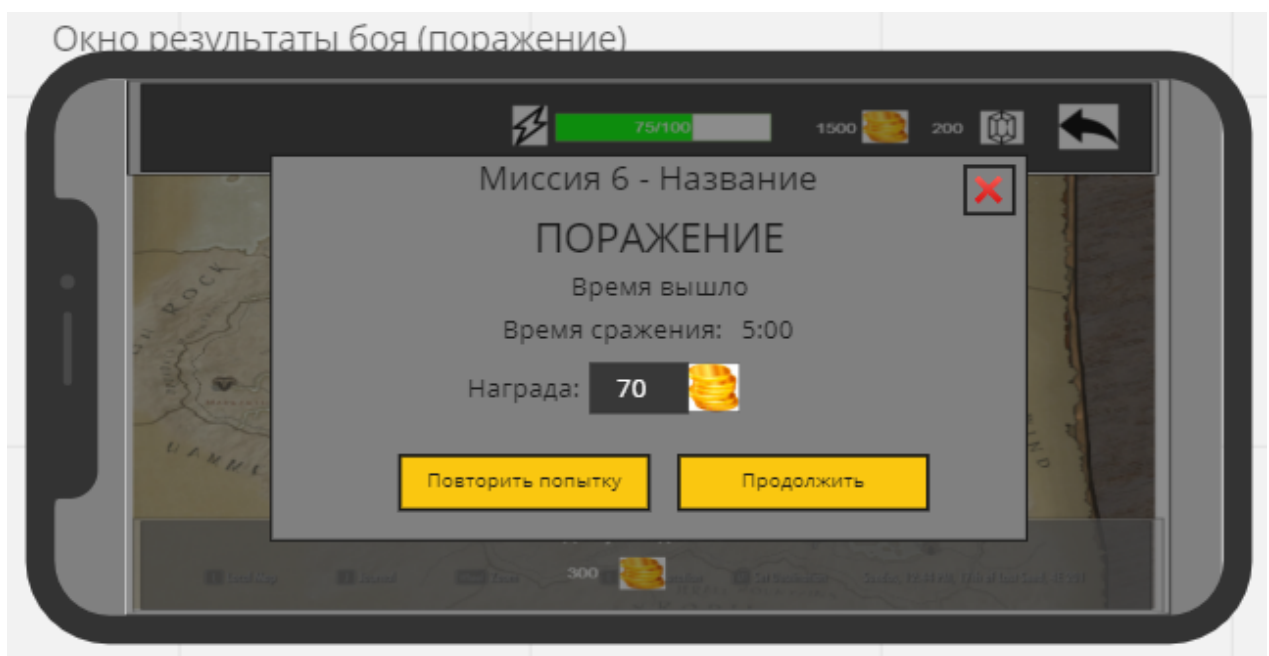 Окно результаты боя (поражение)
75/100 1500 200
Миссия 6 - Название
ПОРАЖЕНИЕ
Время вышло
Время сражения: 5:00
Награда: 70
ROCK
Повторить попытку Продолжить
300